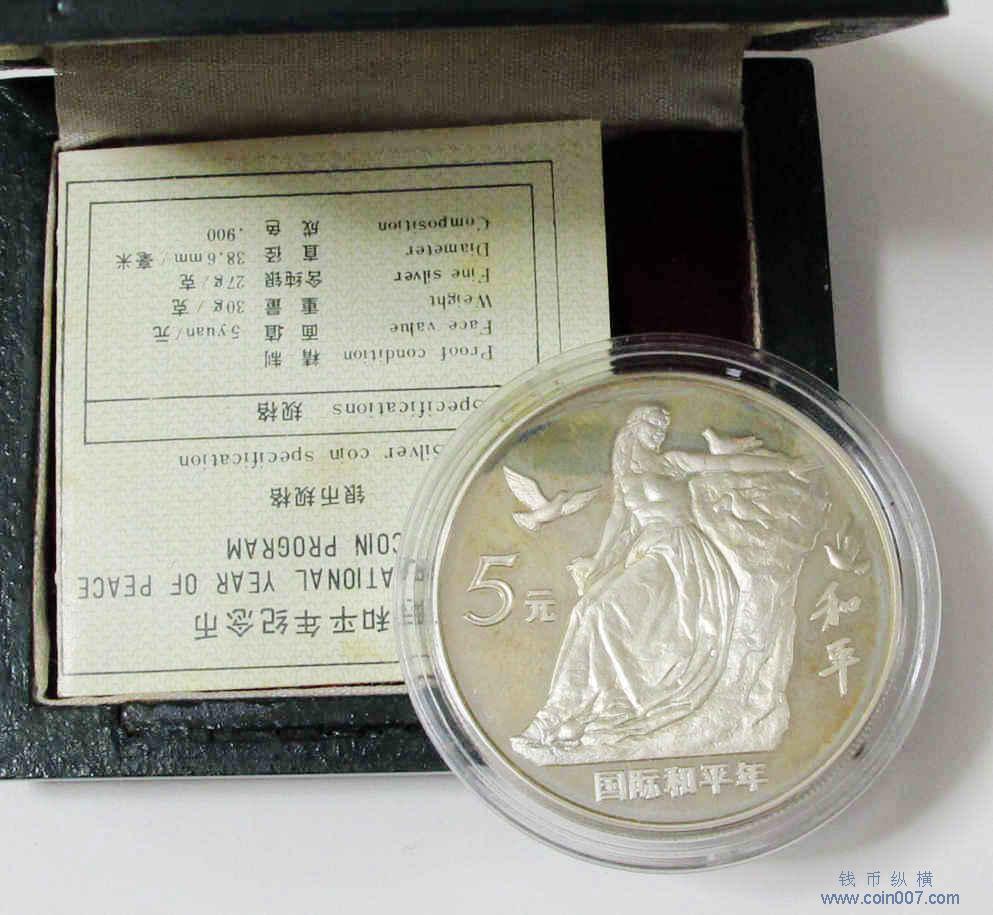 和平年纪念币
ATIONAL YEAR OF PEACE
COIN PROGRAM
银币规格
Silver coin specification
Specifications 规格
Proof condition 精制
Face value 面值 5yuan/元
Weight 重量 30g/克
Fine silver 含纯银 27g/克
Diameter 直径 38.6mm/毫米
Composition 成色 .900
5元
和平
国际和平年
钱币纵横
www.coin007.com